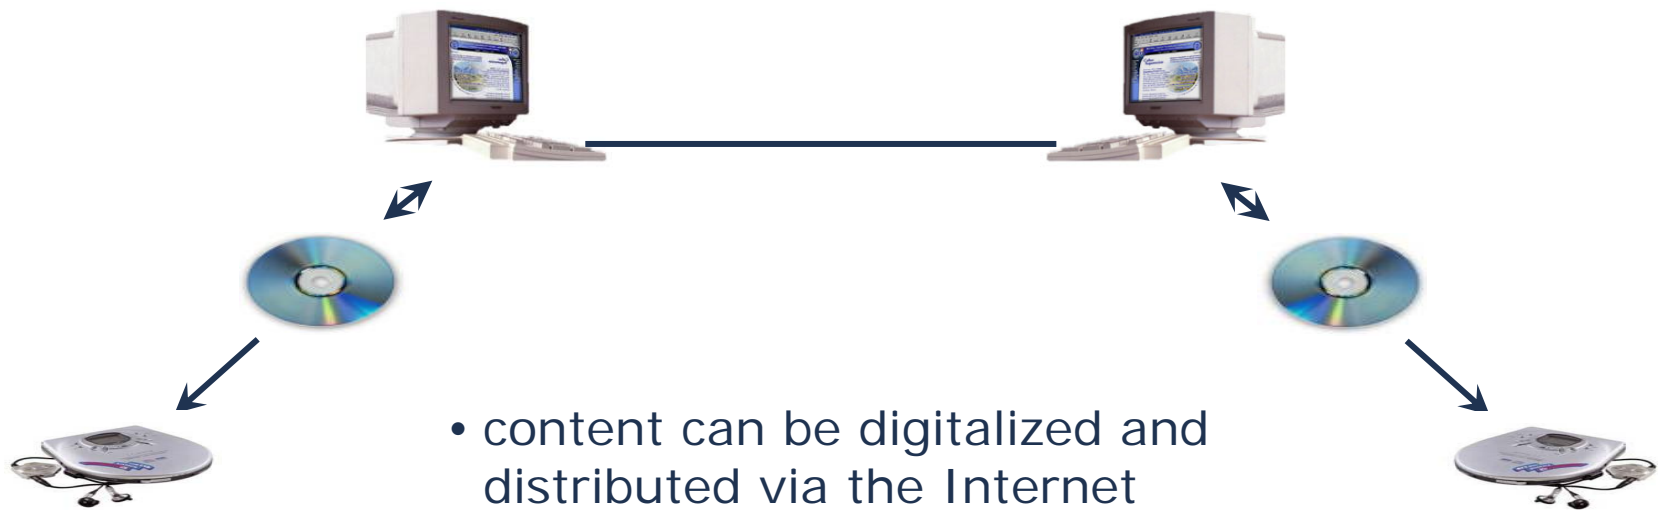 • content can be digitalized and
distributed via the Internet